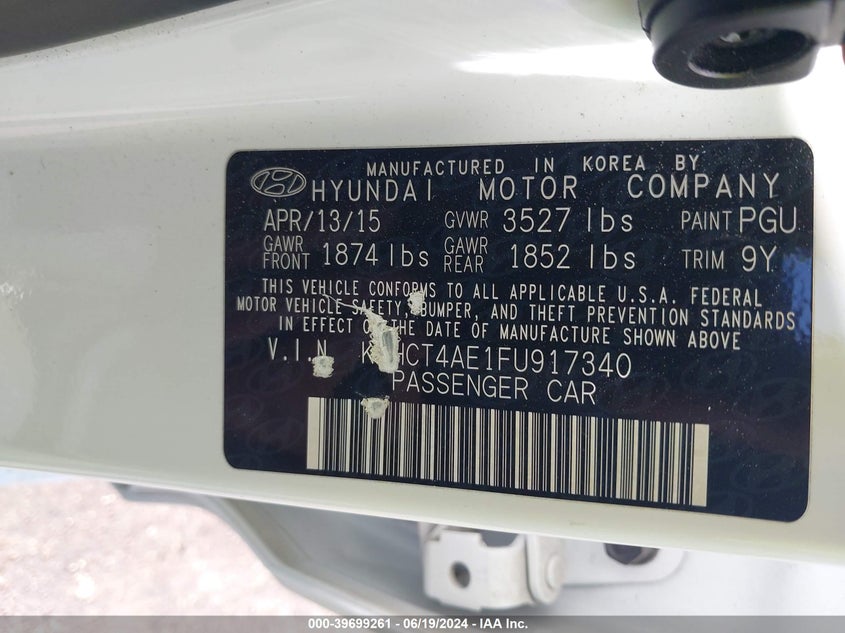 MANUFACTURED IN KOREA BY
HYUNDAI MOTOR COMPANY
APR/13/15 GVWR 3527 lbs PAINT PGU
GAWR FRONT 1874 lbs GAWR REAR 1852 lbs TRIM 9Y
THIS VEHICLE CONFORMS TO ALL APPLICABLE U.S.A. FEDERAL
MOTOR VEHICLE SAFETY, BUMPER, AND THEFT PREVENTION STANDARDS
IN EFFECT ON THE DATE OF MANUFACTURE SHOWN ABOVE
V.I.N
PASSENGER CAR
000-39699261 - 06/19/2024 - IAA Inc.